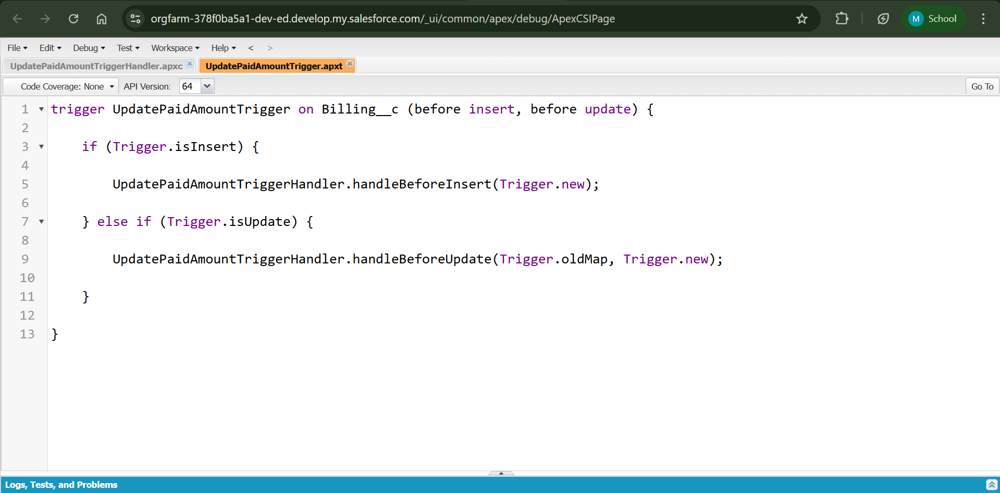 orgfarm-378f0ba5a1-dev-ed.develop.my.salesforce.com/_ui/common/apex/debug/ApexCSIPage
M School
File Edit Debug Test Workspace Help < >
UpdatePaidAmountTriggerHandler.apxc UpdatePaidAmountTrigger.apxt
Code Coverage: None API Version: 64 Go To
1 trigger UpdatePaidAmountTrigger on Billing__c (before insert, before update) {
2
3 if (Trigger.isInsert) {
4
5 UpdatePaidAmountTriggerHandler.handleBeforeInsert(Trigger.new);
6
7 } else if (Trigger.isUpdate) {
8
9 UpdatePaidAmountTriggerHandler.handleBeforeUpdate(Trigger.oldMap, Trigger.new);
10
11 }
12
13 }
Logs, Tests, and Problems